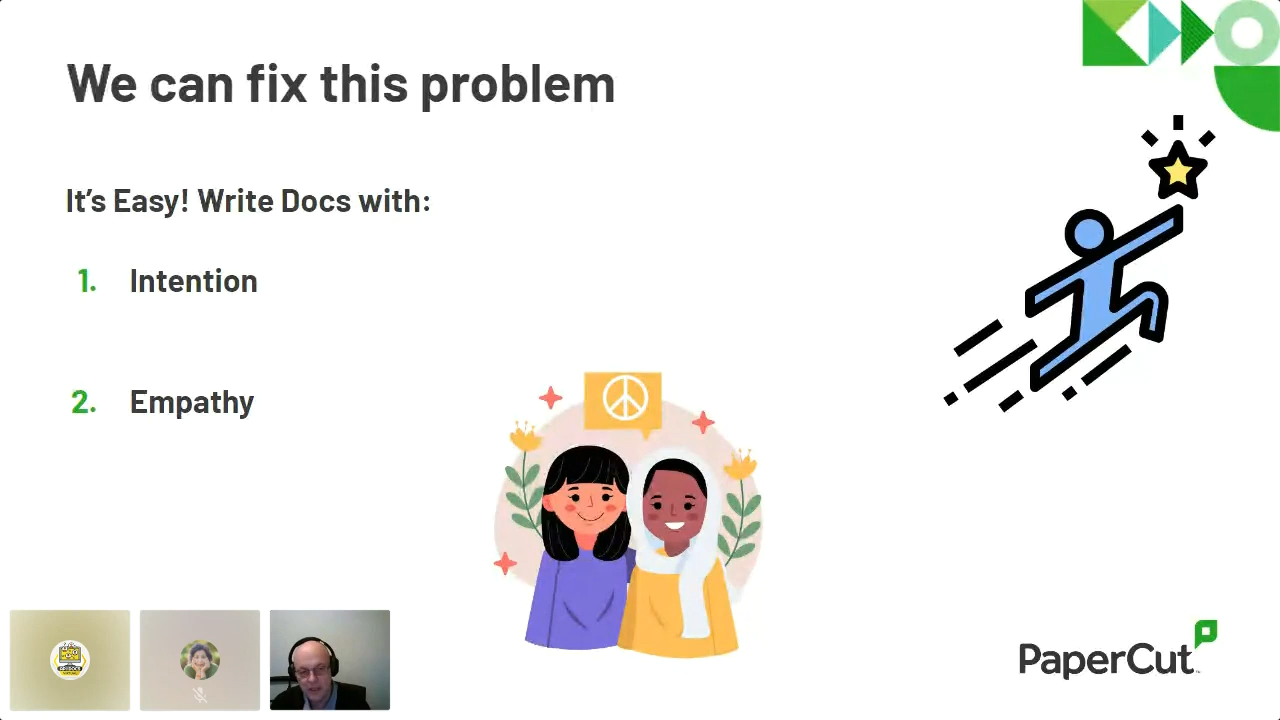 We can fix this problem
It's Easy! Write Docs with:
1. Intention
2. Empathy
PaperCut